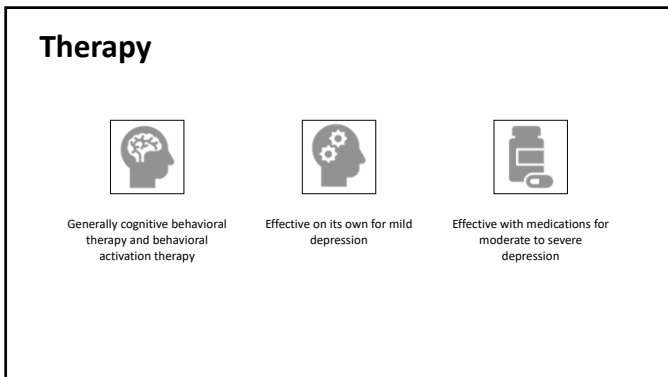 Therapy
Generally cognitive behavioral
therapy and behavioral
activation therapy
Effective on its own for mild
depression
Effective with medications for
moderate to severe
depression